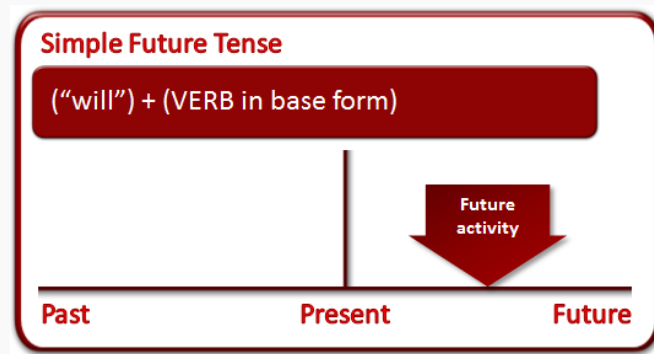 Simple Future Tense
("will") + (VERB in base form)
Future
activity
Past Present Future